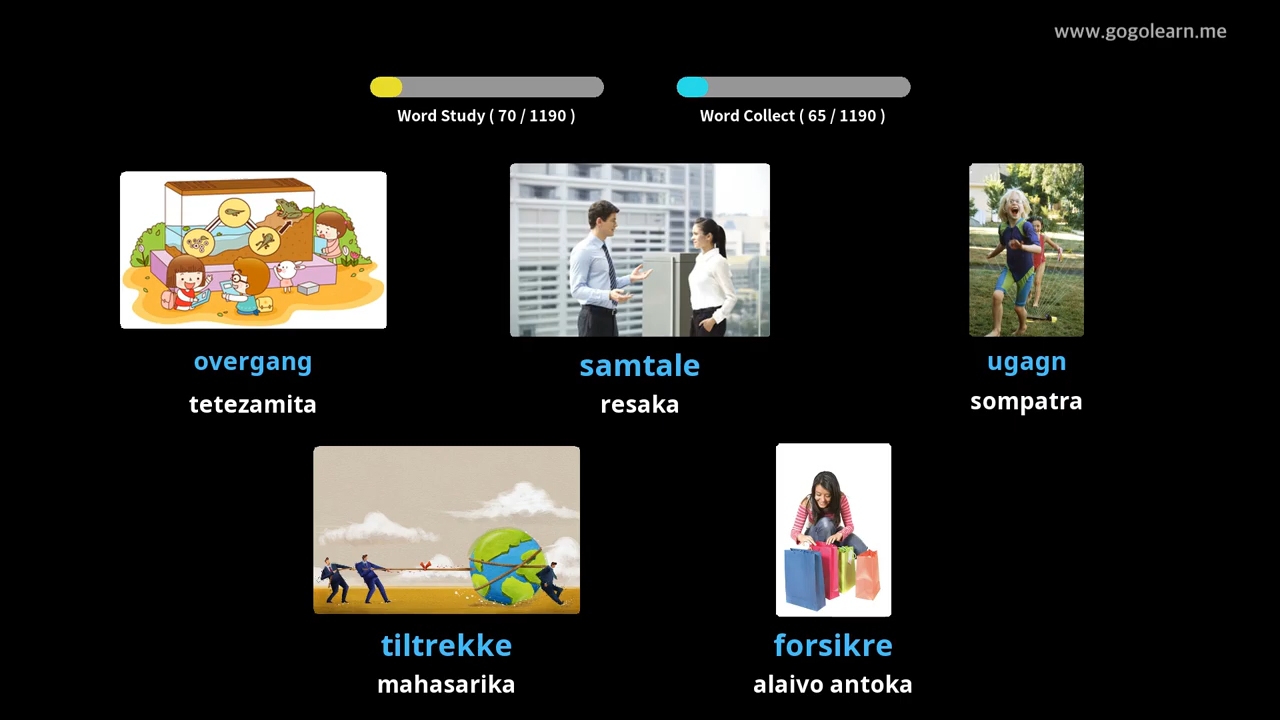 www.gogolearn.me
Word Study ( 70 / 1190 )
Word Collect ( 65 / 1190 )
overgang
tetezamita
samtale
resaka
ugagn
sompatra
tiltrekke
mahasarika
forsikre
alaivo antoka